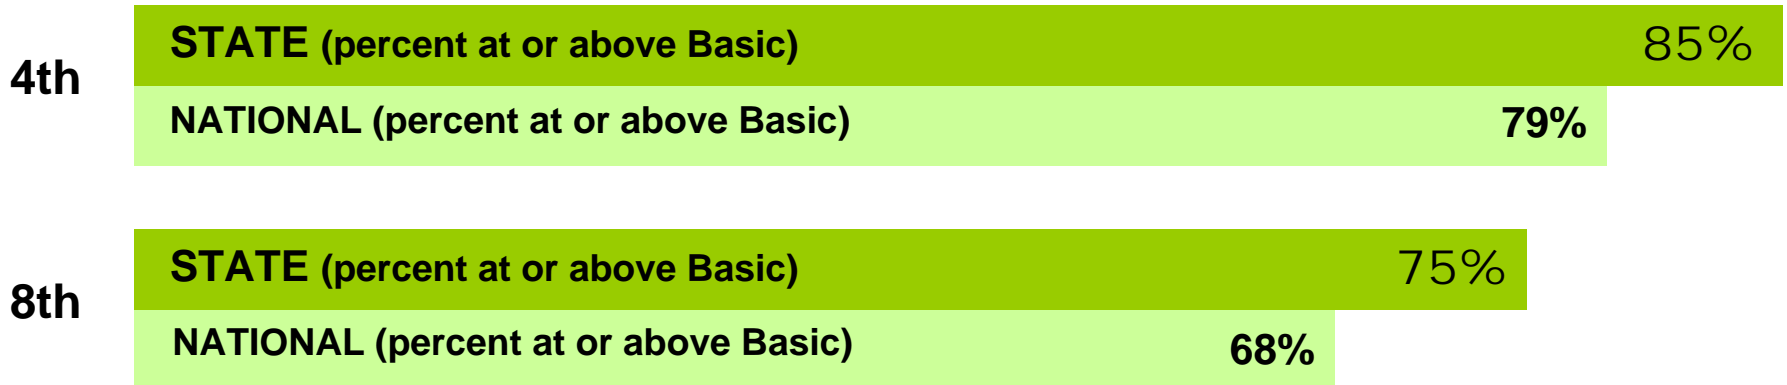 4th
STATE (percent at or above Basic) 85%
NATIONAL (percent at or above Basic) 79%
8th
STATE (percent at or above Basic) 75%
NATIONAL (percent at or above Basic) 68%